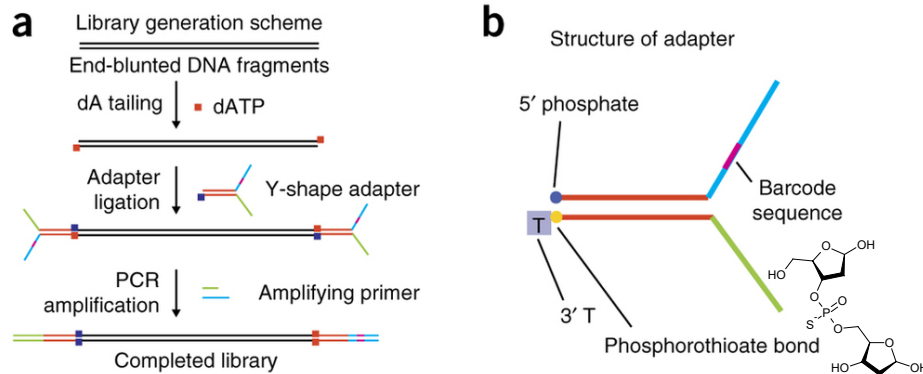 a
Library generation scheme
End-blunted DNA fragments
dA tailing
dATP
Adapter
ligation
Y-shape adapter
PCR
amplification
Amplifying primer
Completed library
b
Structure of adapter
5′ phosphate
Barcode
sequence
T
3′ T
Phosphorothioate bond
O
OH
HO
O
P
O
S-
O
O
HO
OH